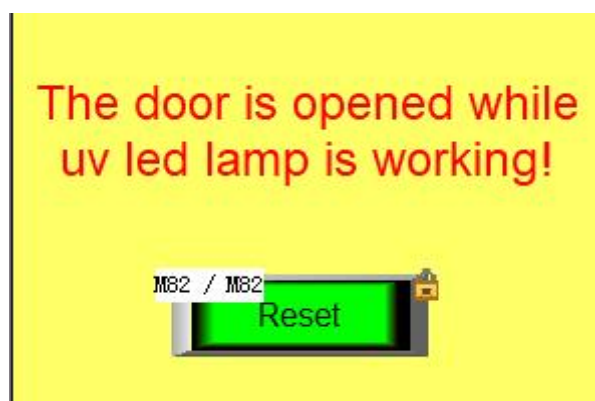 The door is opened while
uv led lamp is working!
M82 / M82
Reset